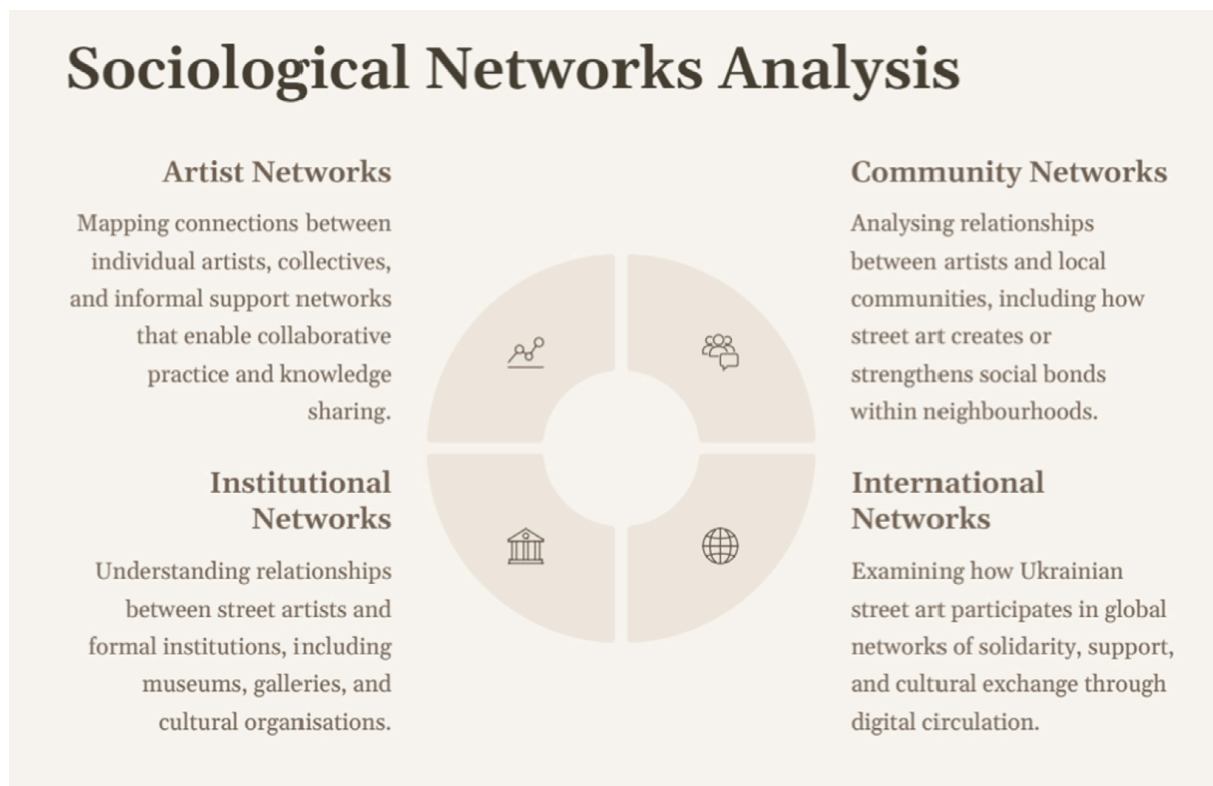 Sociological Networks Analysis
Artist Networks
Mapping connections between
individual artists, collectives,
and informal support networks
that enable collaborative
practice and knowledge
sharing.
Community Networks
Analysing relationships
between artists and local
communities, including how
street art creates or
strengthens social bonds
within neighbourhoods.
Institutional
Networks
Understanding relationships
between street artists and
formal institutions, including
museums, galleries, and
cultural organisations.
International
Networks
Examining how Ukrainian
street art participates in global
networks of solidarity, support,
and cultural exchange through
digital circulation.